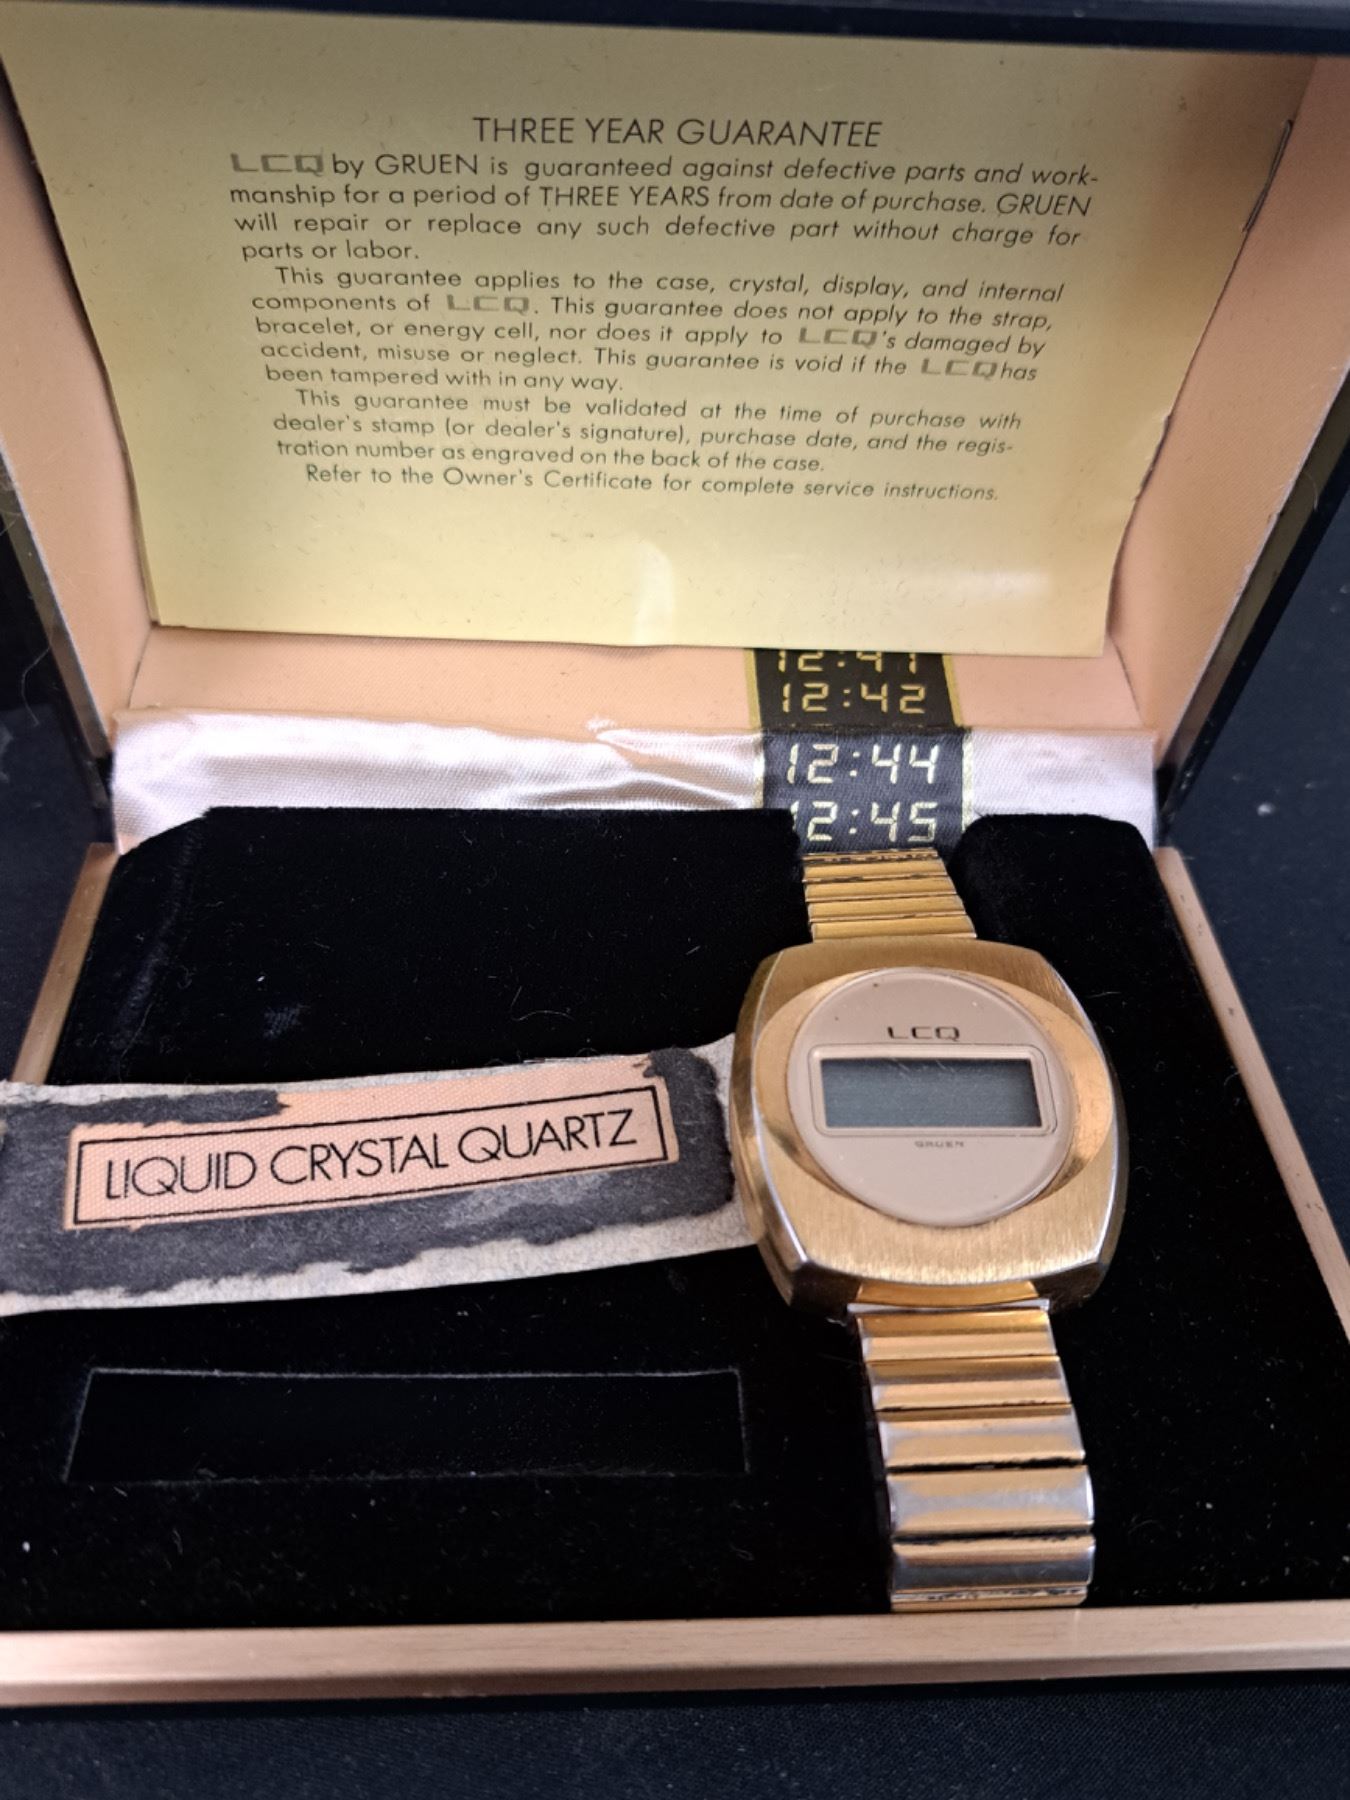 THREE YEAR GUARANTEE
LCQ by GRUEN is guaranteed against defective parts and work-
manship for a period of THREE YEARS from date of purchase. GRUEN
will repair or replace any such defective part without charge for
parts or labor.
This guarantee applies to the case, crystal, display, and internal
components of LCQ. This guarantee does not apply to the strap,
bracelet, or energy cell, nor does it apply to LCQ's damaged by
accident, misuse or neglect. This guarantee is void if the LCQ has
been tampered with in any way.
This guarantee must be validated at the time of purchase with
dealer's stamp (or dealer's signature), purchase date, and the regis-
tration number as engraved on the back of the case.
Refer to the Owner's Certificate for complete service instructions.
12:41
12:42
12:44
12:45
LCQ
GRUEN
LIQUID CRYSTAL QUARTZ